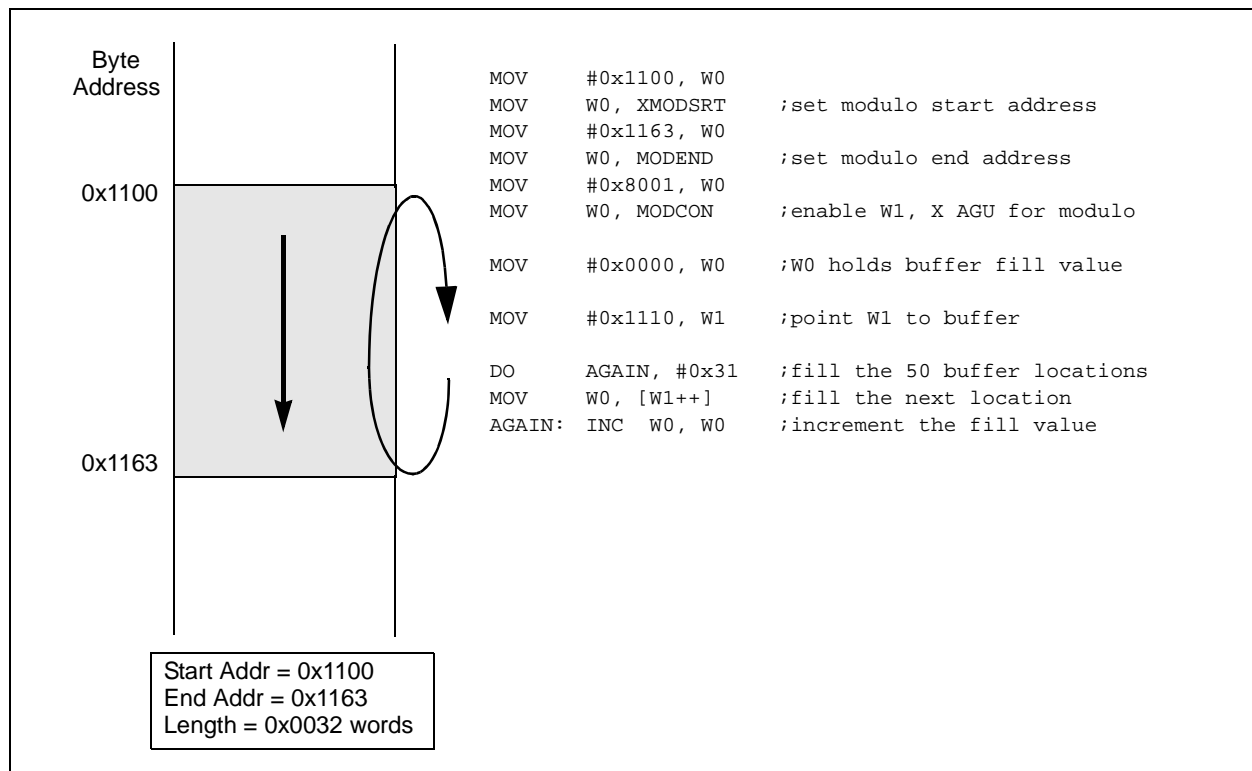 Byte
Address
0x1100
0x1163
MOV #0x1100, W0
MOV W0, XMODSRT ;set modulo start address
MOV #0x1163, W0
MOV W0, MODEND ;set modulo end address
MOV #0x8001, W0
MOV W0, MODCON ;enable W1, X AGU for modulo
MOV #0x0000, W0 ;W0 holds buffer fill value
MOV #0x1110, W1 ;point W1 to buffer
DO AGAIN, #0x31 ;fill the 50 buffer locations
MOV W0, [W1++] ;fill the next location
AGAIN: INC W0, W0 ;increment the fill value
Start Addr = 0x1100
End Addr = 0x1163
Length = 0x0032 words